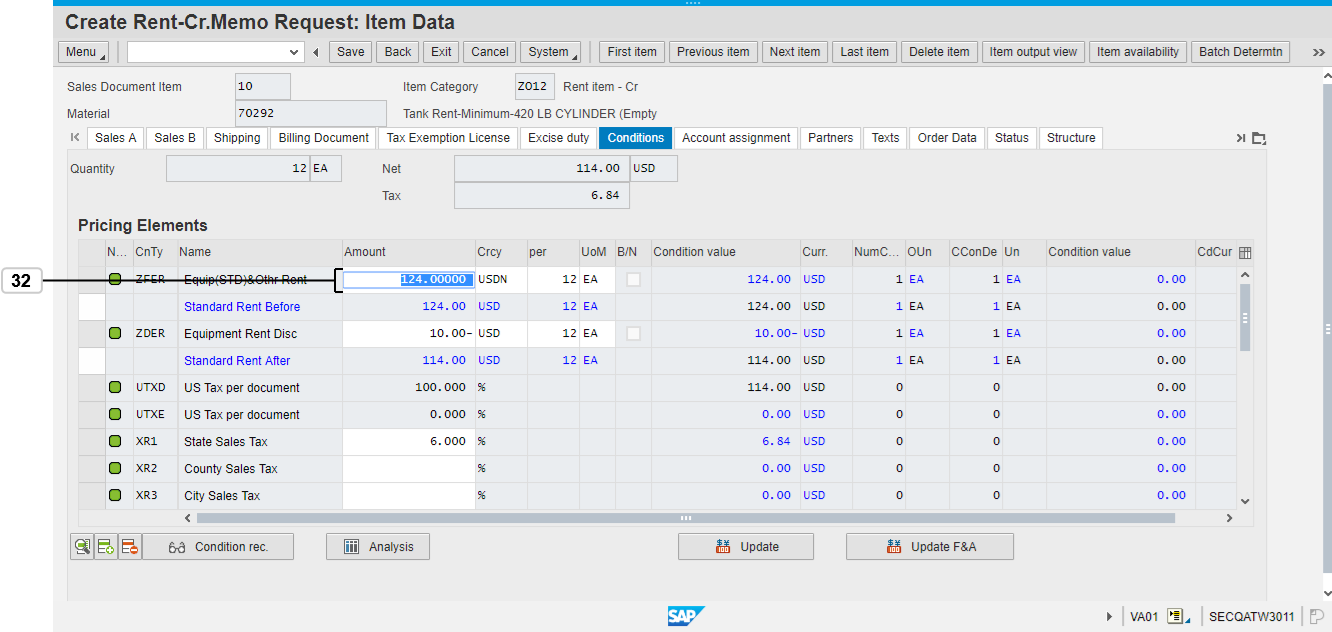 Create Rent-Cr.Memo Request: Item Data
Menu Save Back Exit Cancel System First item Previous item Next item Last item Delete item Item output view Item availability Batch Determtn
Sales Document Item 10 Item Category ZO12 Rent item - Cr
Material 70292 Tank Rent-Minimum-420 LB CYLINDER (Empty
Sales A Sales B Shipping Billing Document Tax Exemption License Excise duty Conditions Account assignment Partners Texts Order Data Status Structure
Quantity 12 EA Net 114.00 USD
Tax 6.84
Pricing Elements
N... CnTy Name Amount Crcy per UoM B/N Condition value Curr. NumC... OUn CConDe Un Condition value CdCur
32 ZFER Equip(STD)&Othr Rent 124.00000 USDN 12 EA 124.00 USD 1 EA 1 EA 0.00
Standard Rent Before 124.00 USD 12 EA 124.00 USD 1 EA 1 EA 0.00
ZDER Equipment Rent Disc 10.00- USD 12 EA 10.00- USD 1 EA 1 EA 0.00
Standard Rent After 114.00 USD 12 EA 114.00 USD 1 EA 1 EA 0.00
UTXD US Tax per document 100.000 % 114.00 USD 0 0 0.00
UTXE US Tax per document 0.000 % 0.00 USD 0 0 0.00
XR1 State Sales Tax 6.000 % 6.84 USD 0 0 0.00
XR2 County Sales Tax % 0.00 USD 0 0 0.00
XR3 City Sales Tax % 0.00 USD 0 0 0.00
Condition rec. Analysis Update Update F&A
SAP VA01 SECQATW3011